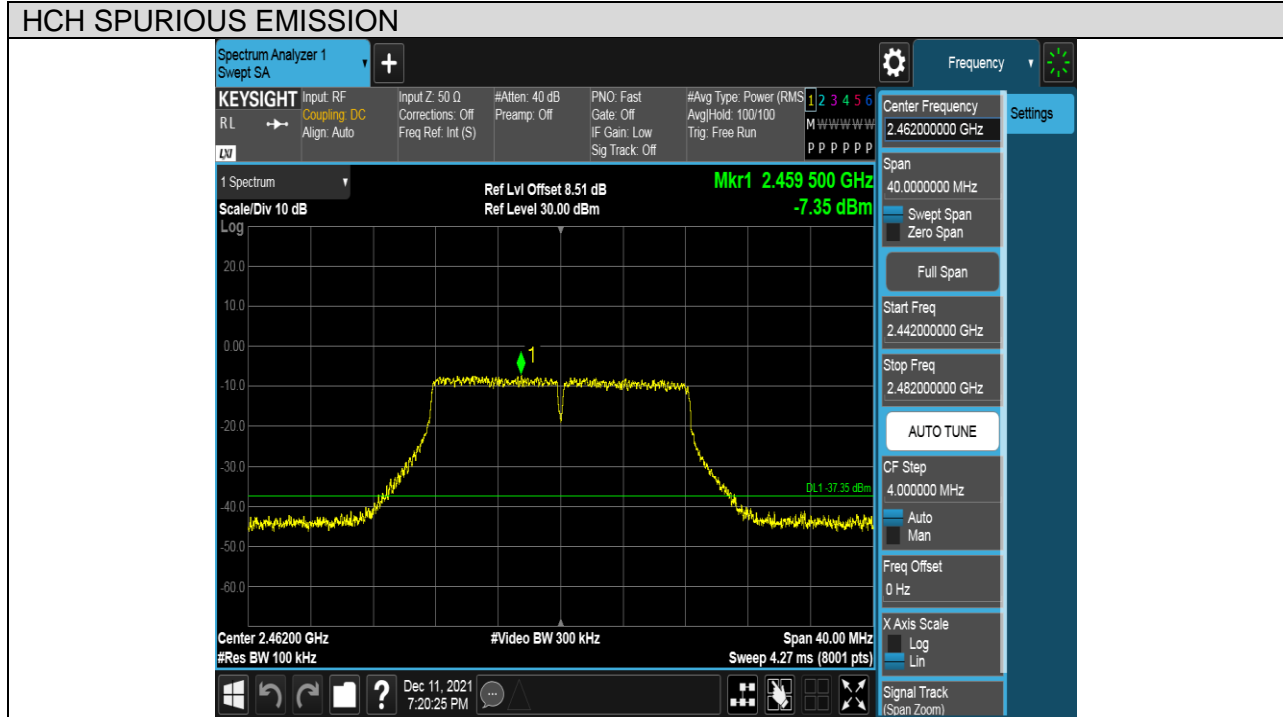 HCH SPURIOUS EMISSION
Spectrum Analyzer 1
Swept SA
+
Frequency
KEYSIGHT
RL
LXI
Input: RF
Coupling: DC
Align: Auto
Input Z: 50 Ω
Corrections: Off
Freq Ref: Int (S)
#Atten: 40 dB
Preamp: Off
PNO: Fast
Gate: Off
IF Gain: Low
Sig Track: Off
#Avg Type: Power (RMS
Avg|Hold: 100/100
Trig: Free Run
1 2 3 4 5 6
M W W W W W
P P P P P P
1 Spectrum
Scale/Div 10 dB
Ref Lvl Offset 8.51 dB
Ref Level 30.00 dBm
Mkr1 2.459 500 GHz
-7.35 dBm
Log
20.0
10.0
0.00
-10.0
-20.0
-30.0
-40.0
-50.0
-60.0
1
DL1 -37.35 dBm
Center 2.46200 GHz
#Res BW 100 kHz
#Video BW 300 kHz
Span 40.00 MHz
Sweep 4.27 ms (8001 pts)
Center Frequency
2.462000000 GHz
Span
40.0000000 MHz
Swept Span
Zero Span
Full Span
Start Freq
2.442000000 GHz
Stop Freq
2.482000000 GHz
AUTO TUNE
CF Step
4.000000 MHz
Auto
Man
Freq Offset
0 Hz
X Axis Scale
Log
Lin
Signal Track
(Span Zoom)
Settings
?
Dec 11, 2021
7:20:25 PM